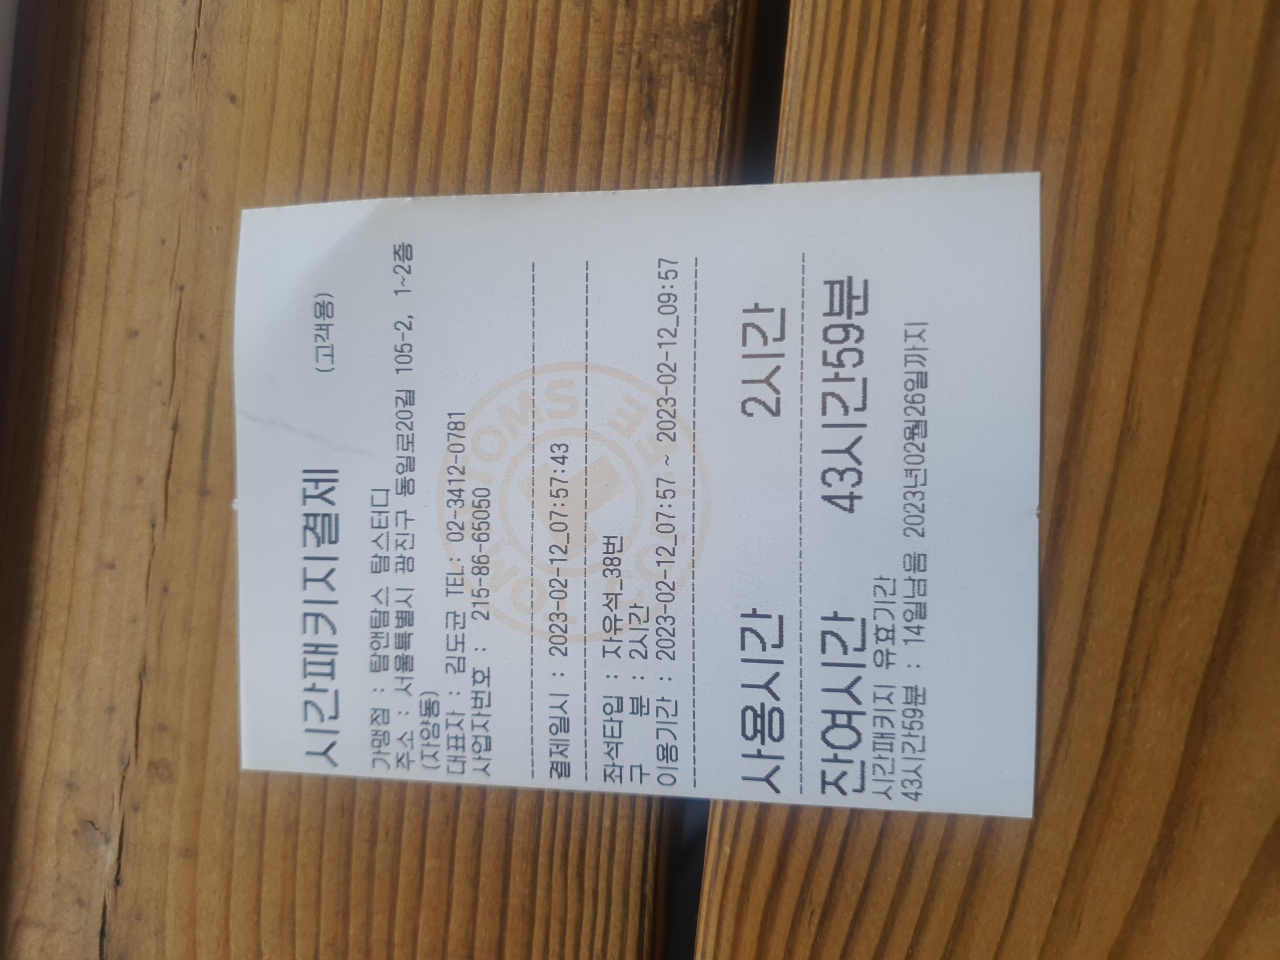 시간패키지결제 (고객용)
가맹점 : 탐앤탐스 탐스터디
주소 : 서울특별시 광진구 동일로20길 105-2, 1~2층
(자양동)
대표자 : 김도균 TEL: 02-3412-0781
사업자번호 : 215-86-65050
결제일시 : 2023-02-12_07:57:43
좌석타입 : 자유석_38번
구 분 : 2시간
이용기간 : 2023-02-12_07:57 ~ 2023-02-12_09:57
사용시간 2시간
잔여시간 43시간59분
시간패키지 유효기간
43시간59분 : 14일남음 2023년02월26일까지